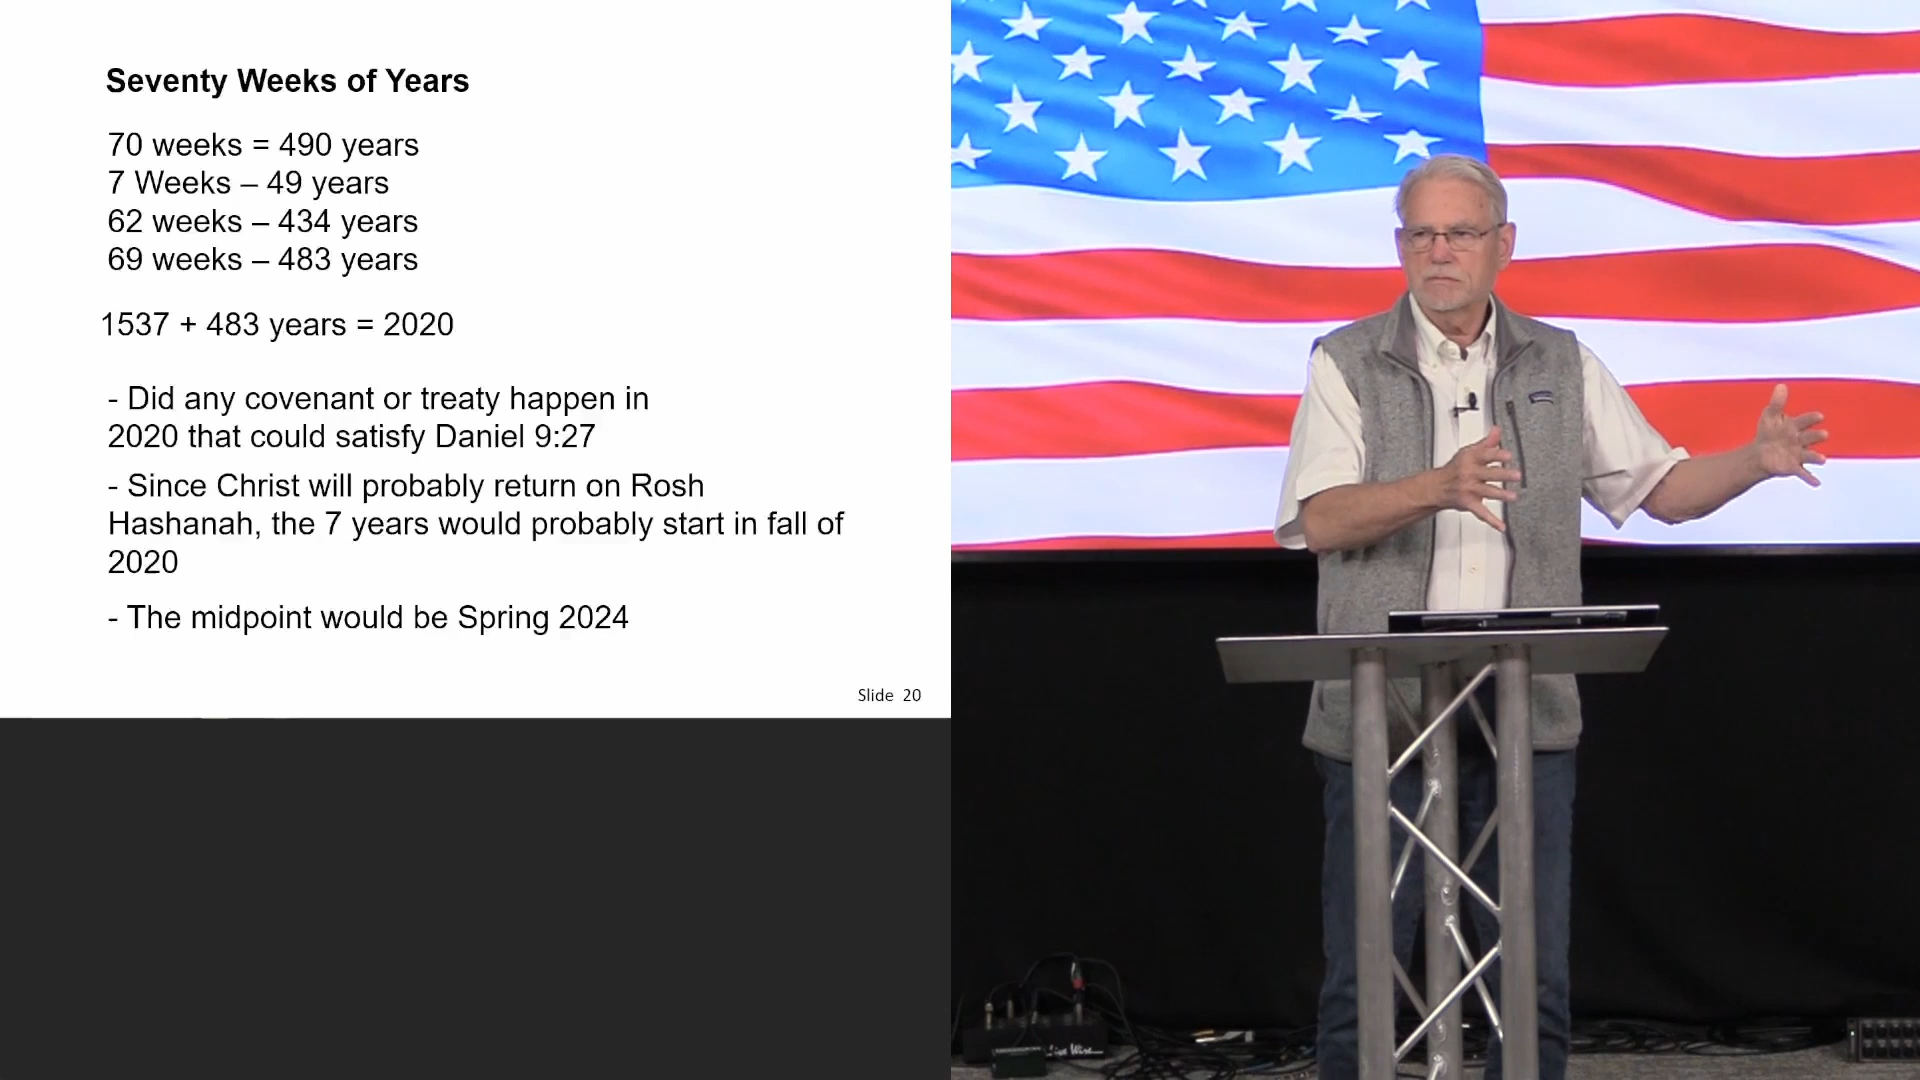 Seventy Weeks of Years
70 weeks = 490 years
7 Weeks – 49 years
62 weeks – 434 years
69 weeks – 483 years
1537 + 483 years = 2020
- Did any covenant or treaty happen in
2020 that could satisfy Daniel 9:27
- Since Christ will probably return on Rosh
Hashanah, the 7 years would probably start in fall of
2020
- The midpoint would be Spring 2024
Slide 20
Live Wire